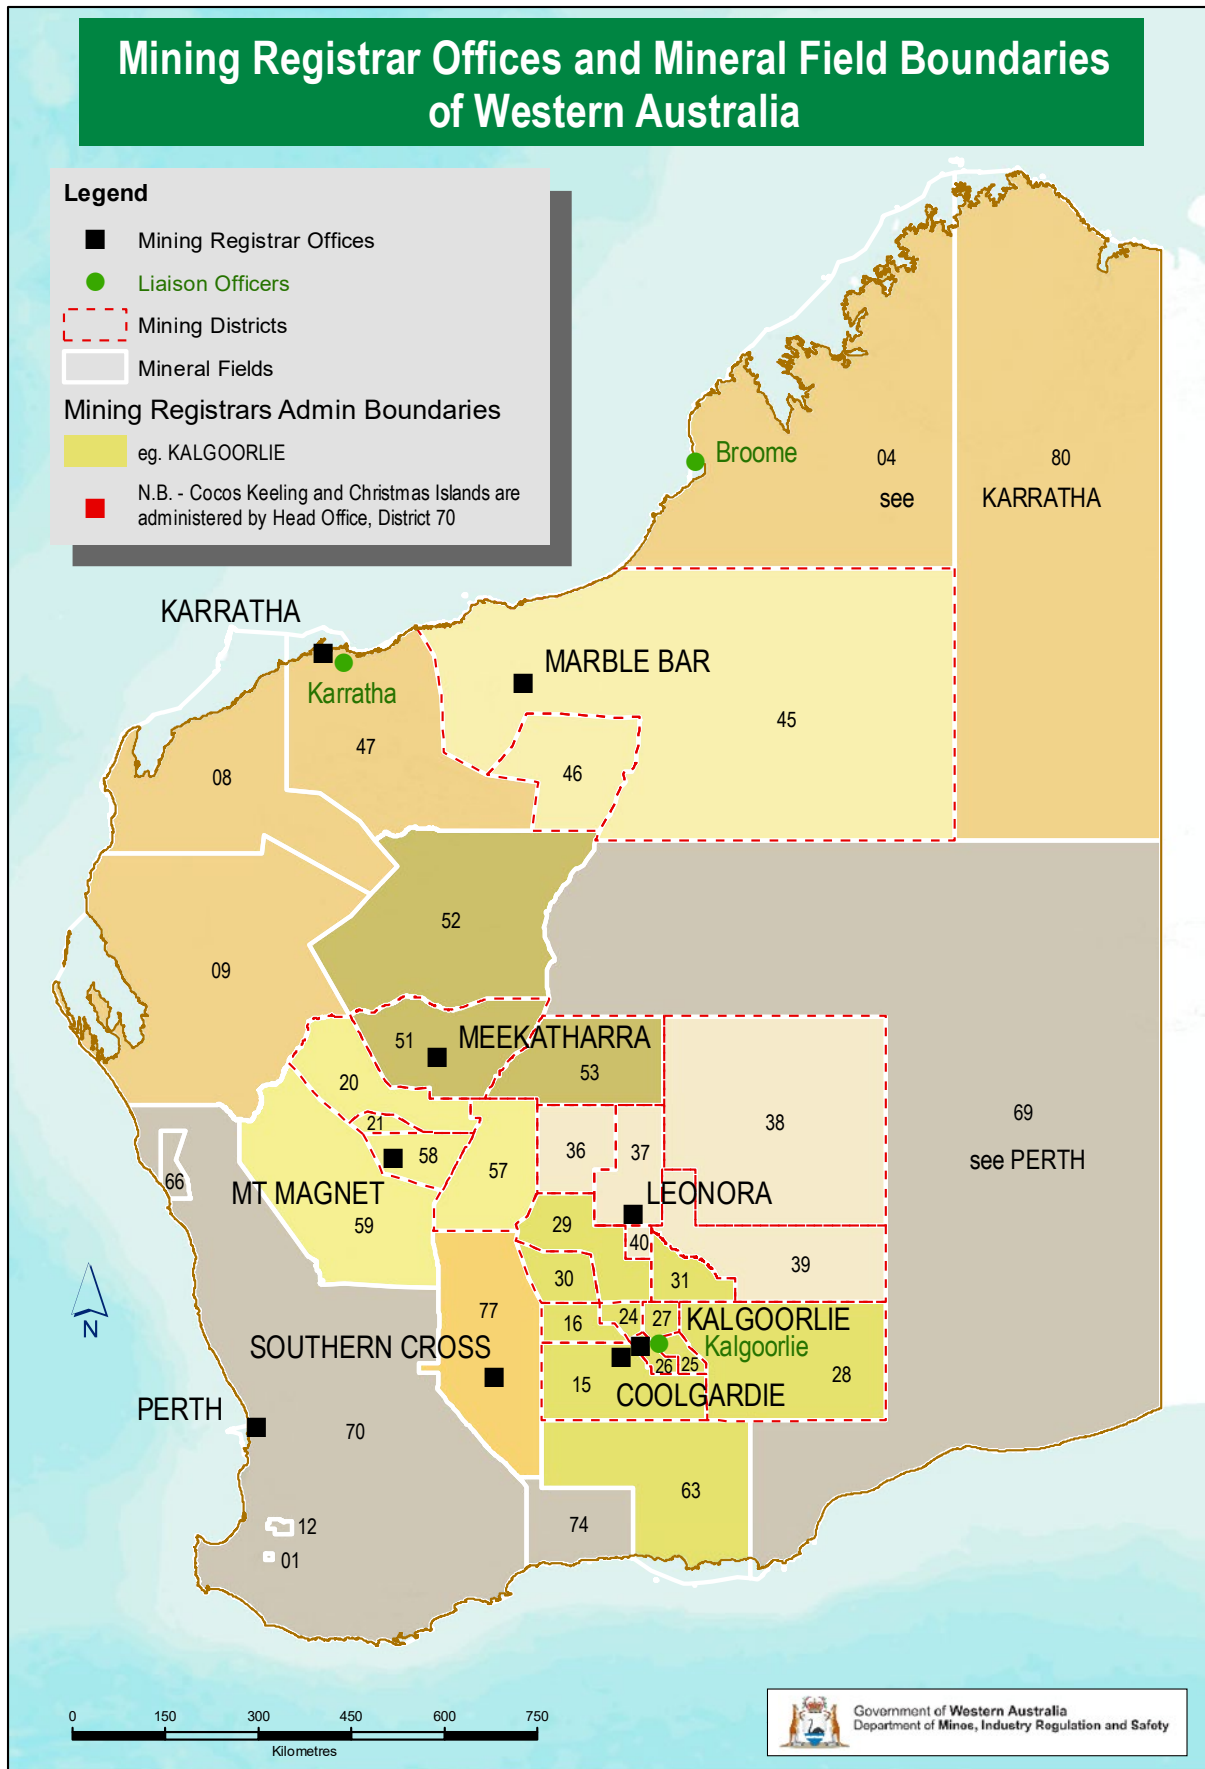 Mining Registrar Offices and Mineral Field Boundaries
of Western Australia
Legend
Mining Registrar Offices
Liaison Officers
Mining Districts
Mineral Fields
Mining Registrars Admin Boundaries
eg. KALGOORLIE
N.B. - Cocos Keeling and Christmas Islands are
administered by Head Office, District 70
Broome
04
80
see
KARRATHA
KARRATHA
MARBLE BAR
Karratha
45
47
08
46
52
09
51
MEEKATHARRA
53
20
21
38
69
58
36
37
57
see PERTH
66
MT MAGNET
LEONORA
59
29
40
39
30
31
N
77
16
24
27
KALGOORLIE
SOUTHERN CROSS
Kalgoorlie
26
25
15
28
COOLGARDIE
PERTH
70
63
74
12
01
0
150
300
450
600
750
Kilometres
Government of Western Australia
Department of Mines, Industry Regulation and Safety